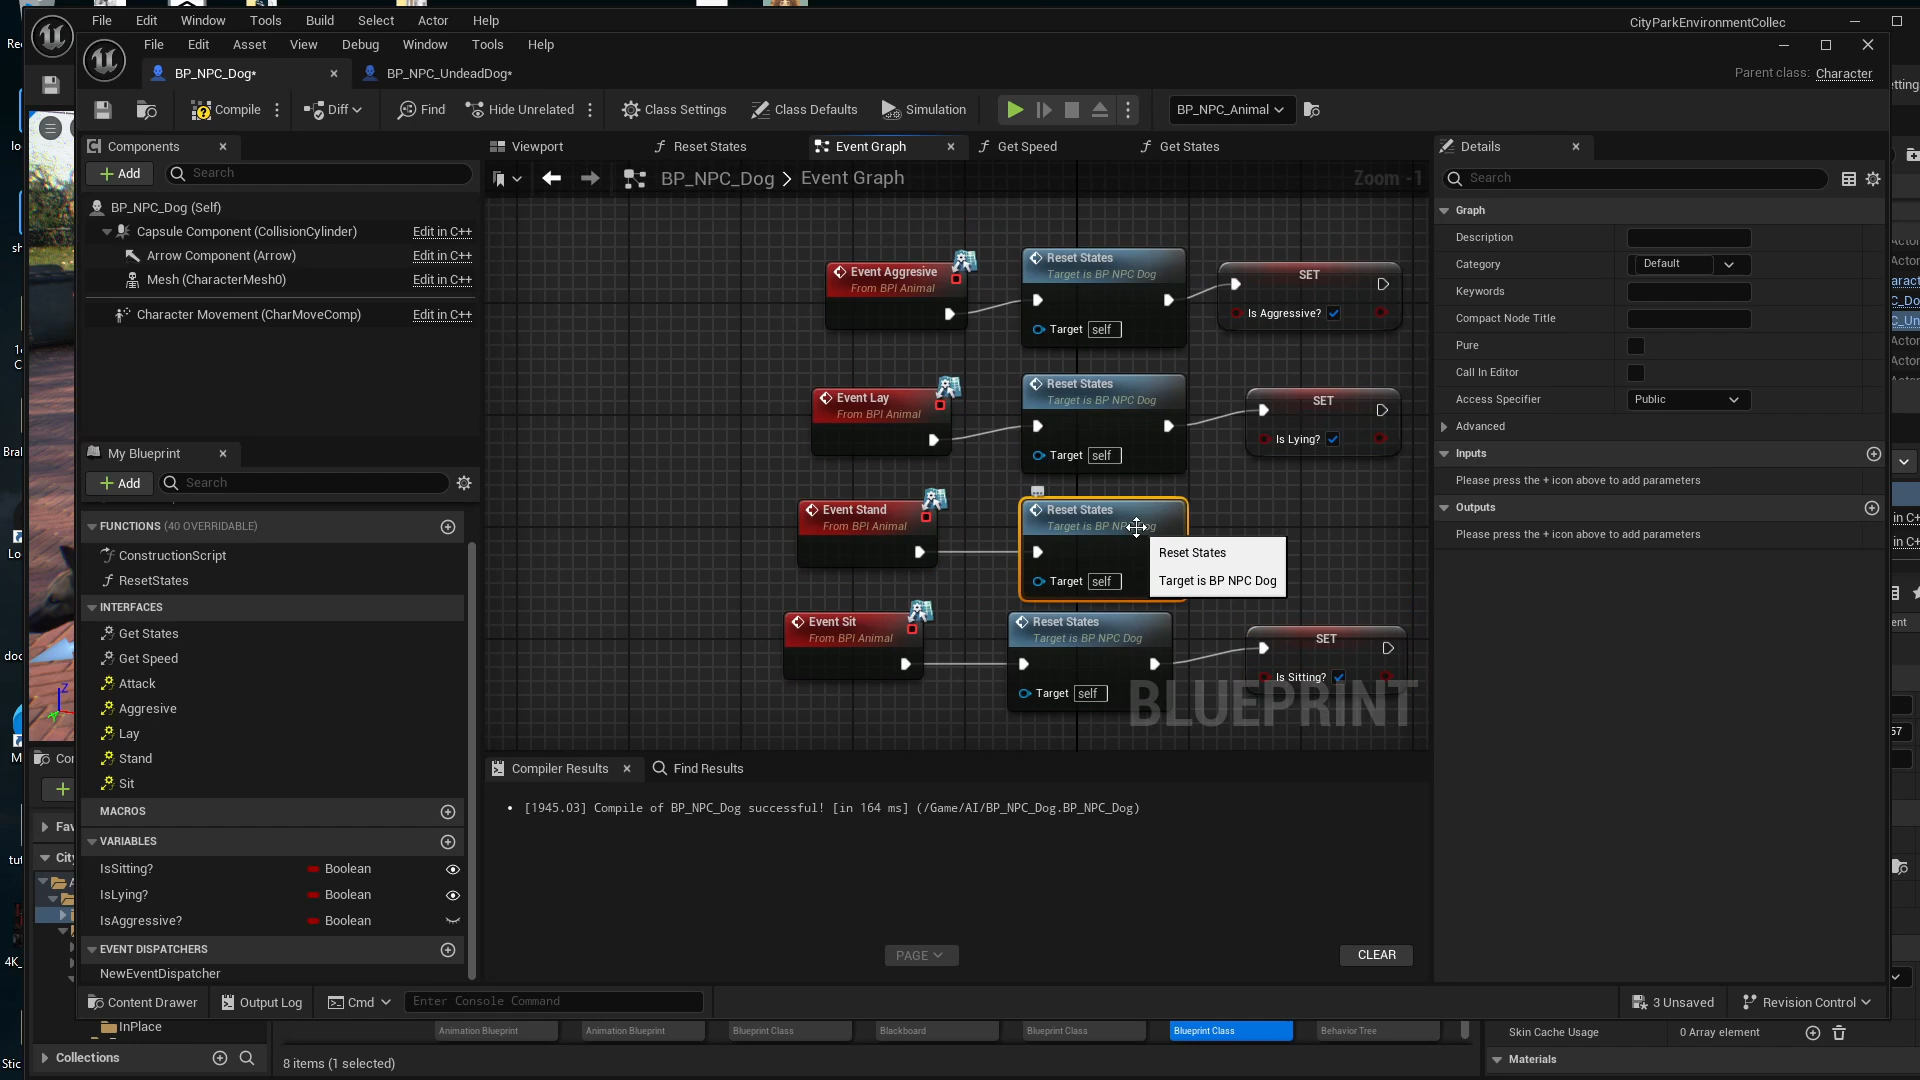 File Edit Window Tools Build Select Actor Help
CityParkEnvironmentCollec
File Edit Asset View Debug Window Tools Help
BP_NPC_Dog*
BP_NPC_UndeadDog*
Parent class: Character
Compile
Diff
Find
Hide Unrelated
Class Settings
Class Defaults
Simulation
BP_NPC_Animal
Components
Add
Search
BP_NPC_Dog (Self)
Capsule Component (CollisionCylinder) Edit in C++
Arrow Component (Arrow) Edit in C++
Mesh (CharacterMesh0) Edit in C++
Character Movement (CharMoveComp) Edit in C++
My Blueprint
Add
Search
FUNCTIONS (40 OVERRIDABLE)
ConstructionScript
ResetStates
INTERFACES
Get States
Get Speed
Attack
Aggresive
Lay
Stand
Sit
MACROS
VARIABLES
IsSitting? Boolean
IsLying? Boolean
IsAggressive? Boolean
EVENT DISPATCHERS
NewEventDispatcher
Viewport
Reset States
Event Graph
Get Speed
Get States
BP_NPC_Dog > Event Graph
Zoom -1
Event Aggresive
From BPI Animal
Reset States
Target is BP NPC Dog
Target self
SET
Is Aggressive?
Event Lay
From BPI Animal
Reset States
Target is BP NPC Dog
Target self
SET
Is Lying?
Event Stand
From BPI Animal
Reset States
Target is BP NPC Dog
Target self
Reset States
Target is BP NPC Dog
Event Sit
From BPI Animal
Reset States
Target is BP NPC Dog
Target self
SET
Is Sitting?
BLUEPRINT
Compiler Results
Find Results
[1945.03] Compile of BP_NPC_Dog successful! [in 164 ms] (/Game/AI/BP_NPC_Dog.BP_NPC_Dog)
PAGE
CLEAR
Details
Search
Graph
Description
Category Default
Keywords
Compact Node Title
Pure
Call In Editor
Access Specifier Public
Advanced
Inputs
Please press the + icon above to add parameters
Outputs
Please press the + icon above to add parameters
Content Drawer
Output Log
Cmd
Enter Console Command
3 Unsaved
Revision Control
InPlace
Animation Blueprint
Animation Blueprint
Blueprint Class
Blackboard
Blueprint Class
Blueprint Class
Behavior Tree
Skin Cache Usage 0 Array element
Collections
8 items (1 selected)
Materials